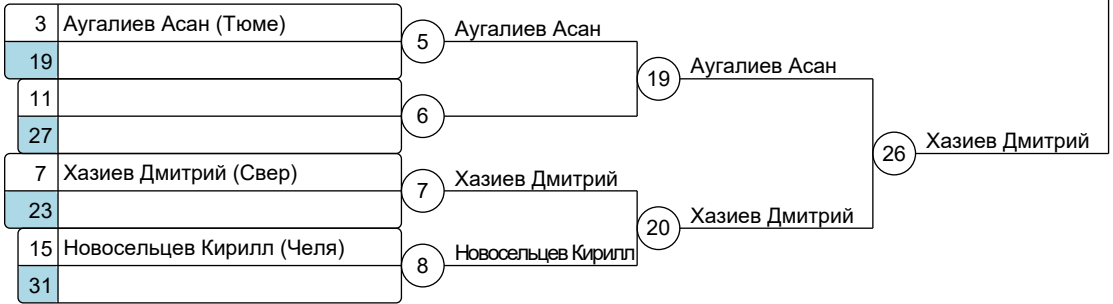 3 Аугалиев Асан (Тюме)
19
5 Аугалиев Асан
11
27
6
19 Аугалиев Асан
7 Хазиев Дмитрий (Свер)
23
7 Хазиев Дмитрий
15 Новосельцев Кирилл (Челя)
31
8 Новосельцев Кирилл
20 Хазиев Дмитрий
26 Хазиев Дмитрий